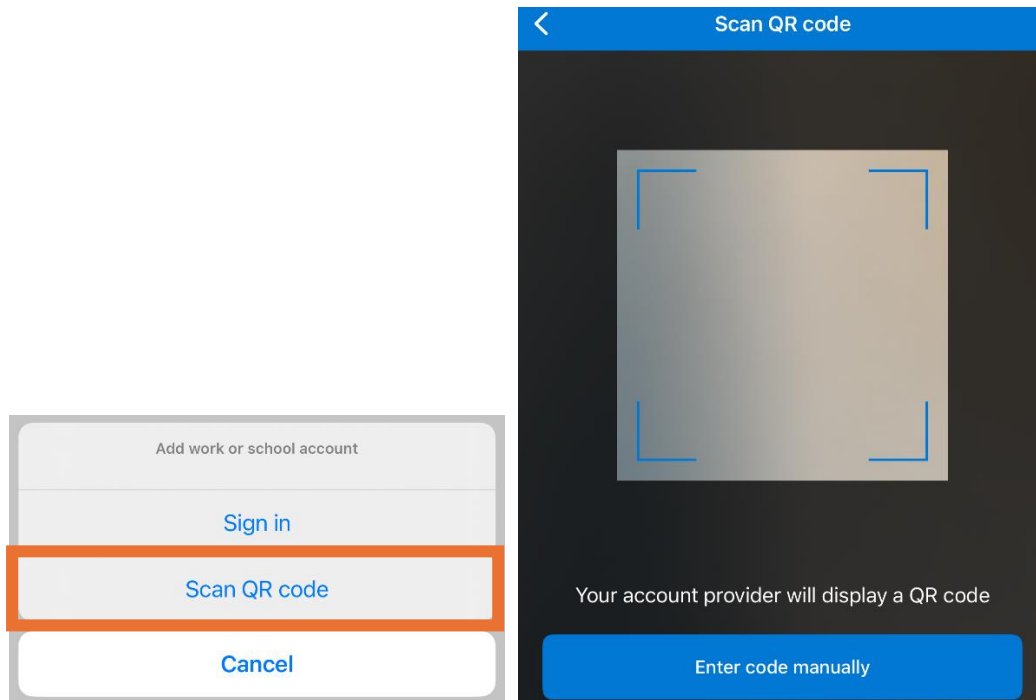 Add work or school account
Sign in
Scan QR code
Cancel
Scan QR code
Your account provider will display a QR code
Enter code manually